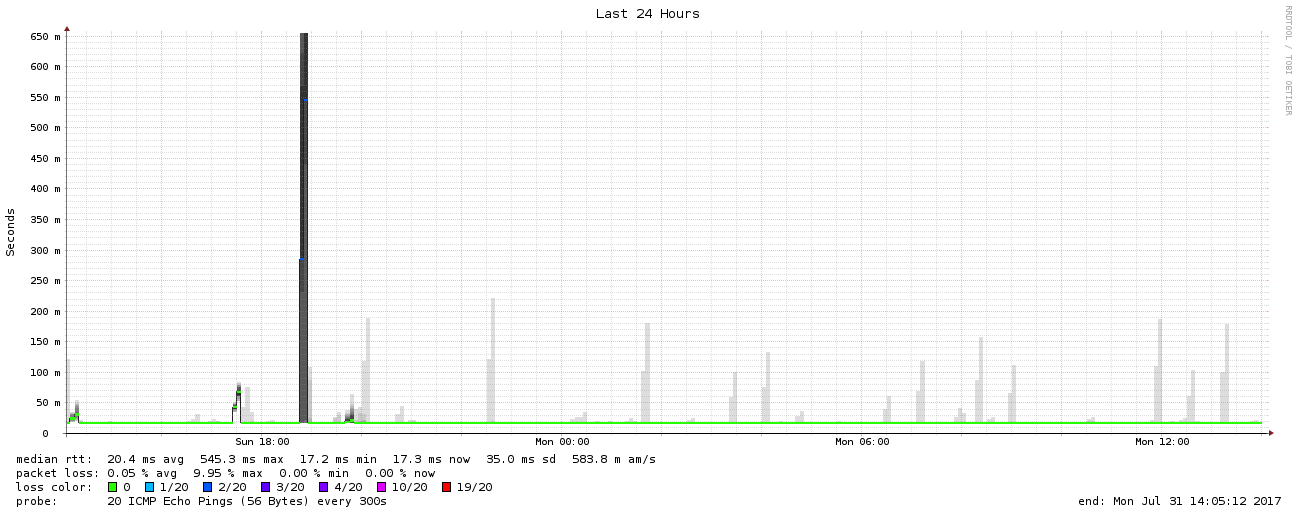 Last 24 Hours
RRDTOOL / TOBI OETIKER
Seconds
650 m
600 m
550 m
500 m
450 m
400 m
350 m
300 m
250 m
200 m
150 m
100 m
50 m
0
Sun 18:00 Mon 00:00 Mon 06:00 Mon 12:00
median rtt: 20.4 ms avg 545.3 ms max 17.2 ms min 17.3 ms now 35.0 ms sd 583.8 m am/s
packet loss: 0.05 % avg 9.95 % max 0.00 % min 0.00 % now
loss color: 0 1/20 2/20 3/20 4/20 10/20 19/20
probe: 20 ICMP Echo Pings (56 Bytes) every 300s end: Mon Jul 31 14:05:12 2017